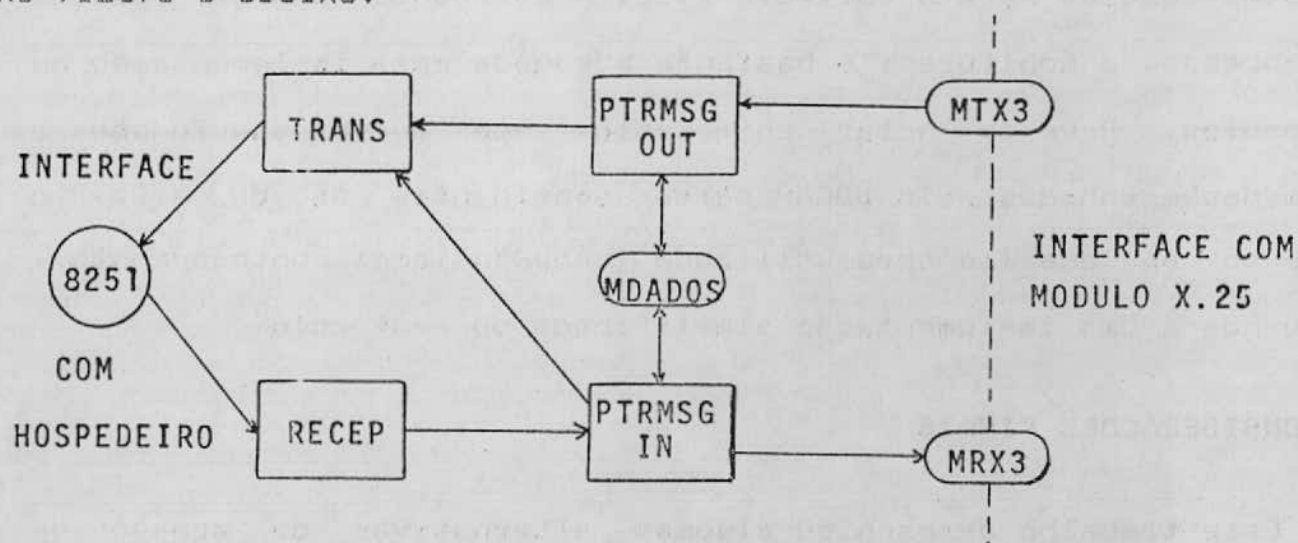 PTRMSG
OUT
MTX3
TRANS
INTERFACE
8251
MDADOS
INTERFACE COM
MODULO X.25
COM
HOSPEDEIRO
RECEP
PTRMSG
IN
MRX3